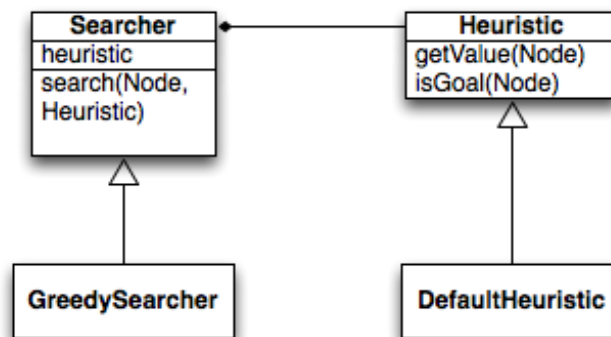 Searcher
heuristic
search(Node,
Heuristic)
Heuristic
getValue(Node)
isGoal(Node)
GreedySearcher
DefaultHeuristic